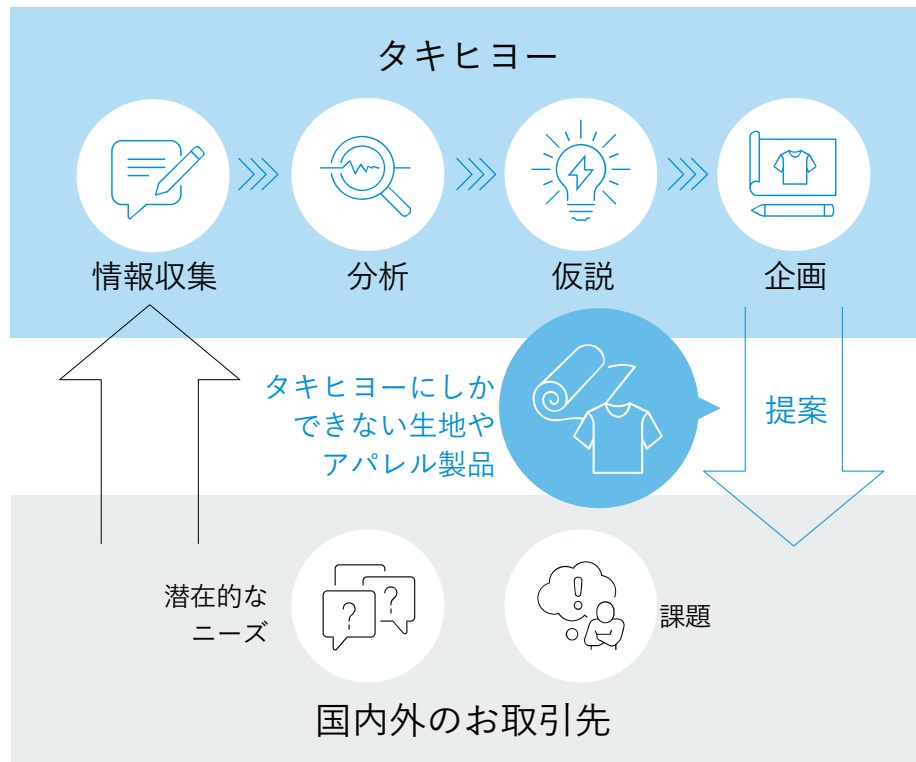 タキヒヨー
情報収集
分析
仮説
企画
タキヒヨーにしか
できない生地や
アパレル製品
提案
潜在的な
ニーズ
?
?
!
課題
国内外のお取引先